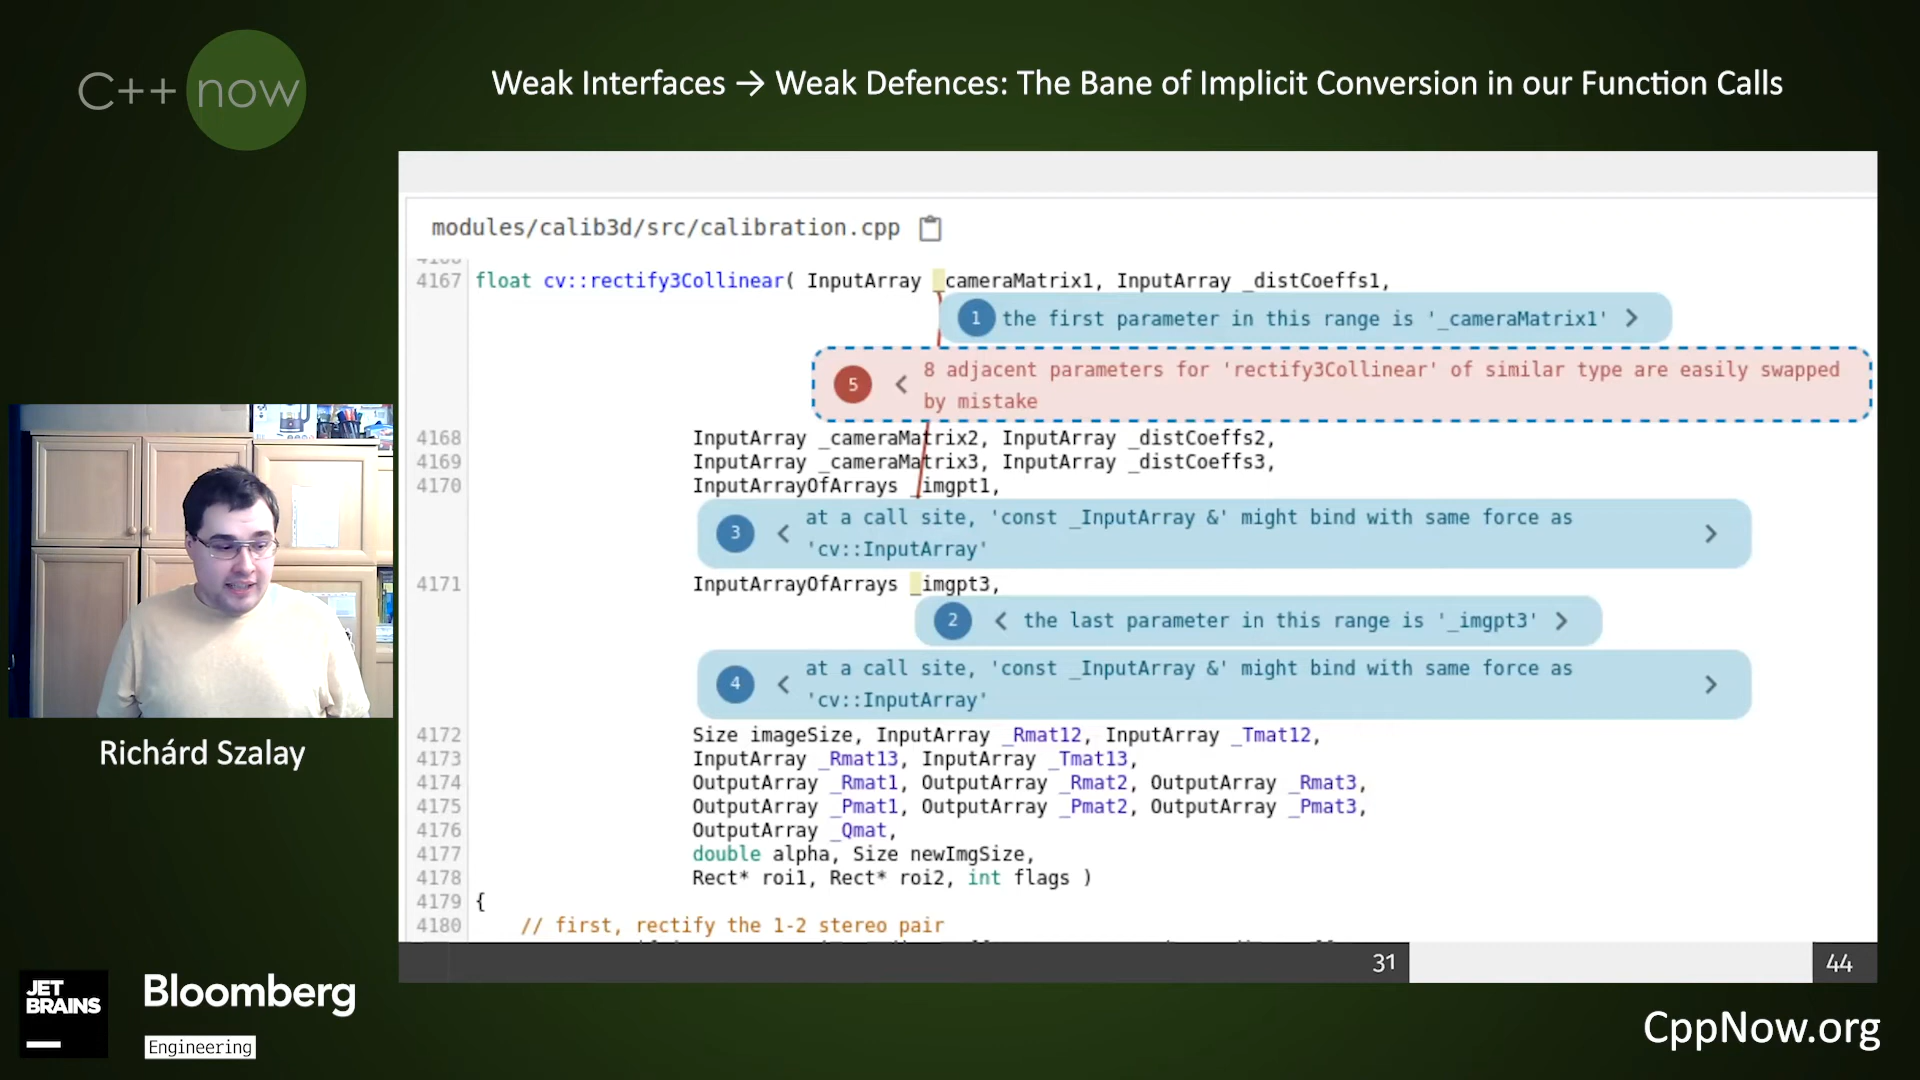 C++ now
Weak Interfaces → Weak Defences: The Bane of Implicit Conversion in our Function Calls
modules/calib3d/src/calibration.cpp
4167 float cv::rectify3Collinear( InputArray _cameraMatrix1, InputArray _distCoeffs1,
1 the first parameter in this range is '_cameraMatrix1' >
5 < 8 adjacent parameters for 'rectify3Collinear' of similar type are easily swapped
by mistake
4168 InputArray _cameraMatrix2, InputArray _distCoeffs2,
4169 InputArray _cameraMatrix3, InputArray _distCoeffs3,
4170 InputArrayOfArrays _imgpt1,
3 < at a call site, 'const _InputArray &' might bind with same force as >
'cv::InputArray'
4171 InputArrayOfArrays _imgpt3,
2 < the last parameter in this range is '_imgpt3' >
4 < at a call site, 'const _InputArray &' might bind with same force as >
'cv::InputArray'
4172 Size imageSize, InputArray _Rmat12, InputArray _Tmat12,
4173 InputArray _Rmat13, InputArray _Tmat13,
4174 OutputArray _Rmat1, OutputArray _Rmat2, OutputArray _Rmat3,
4175 OutputArray _Pmat1, OutputArray _Pmat2, OutputArray _Pmat3,
4176 OutputArray _Qmat,
4177 double alpha, Size newImgSize,
4178 Rect* roi1, Rect* roi2, int flags )
4179 {
4180 // first, rectify the 1-2 stereo pair
31
44
Richárd Szalay
JET
BRAINS
Bloomberg
Engineering
CppNow.org